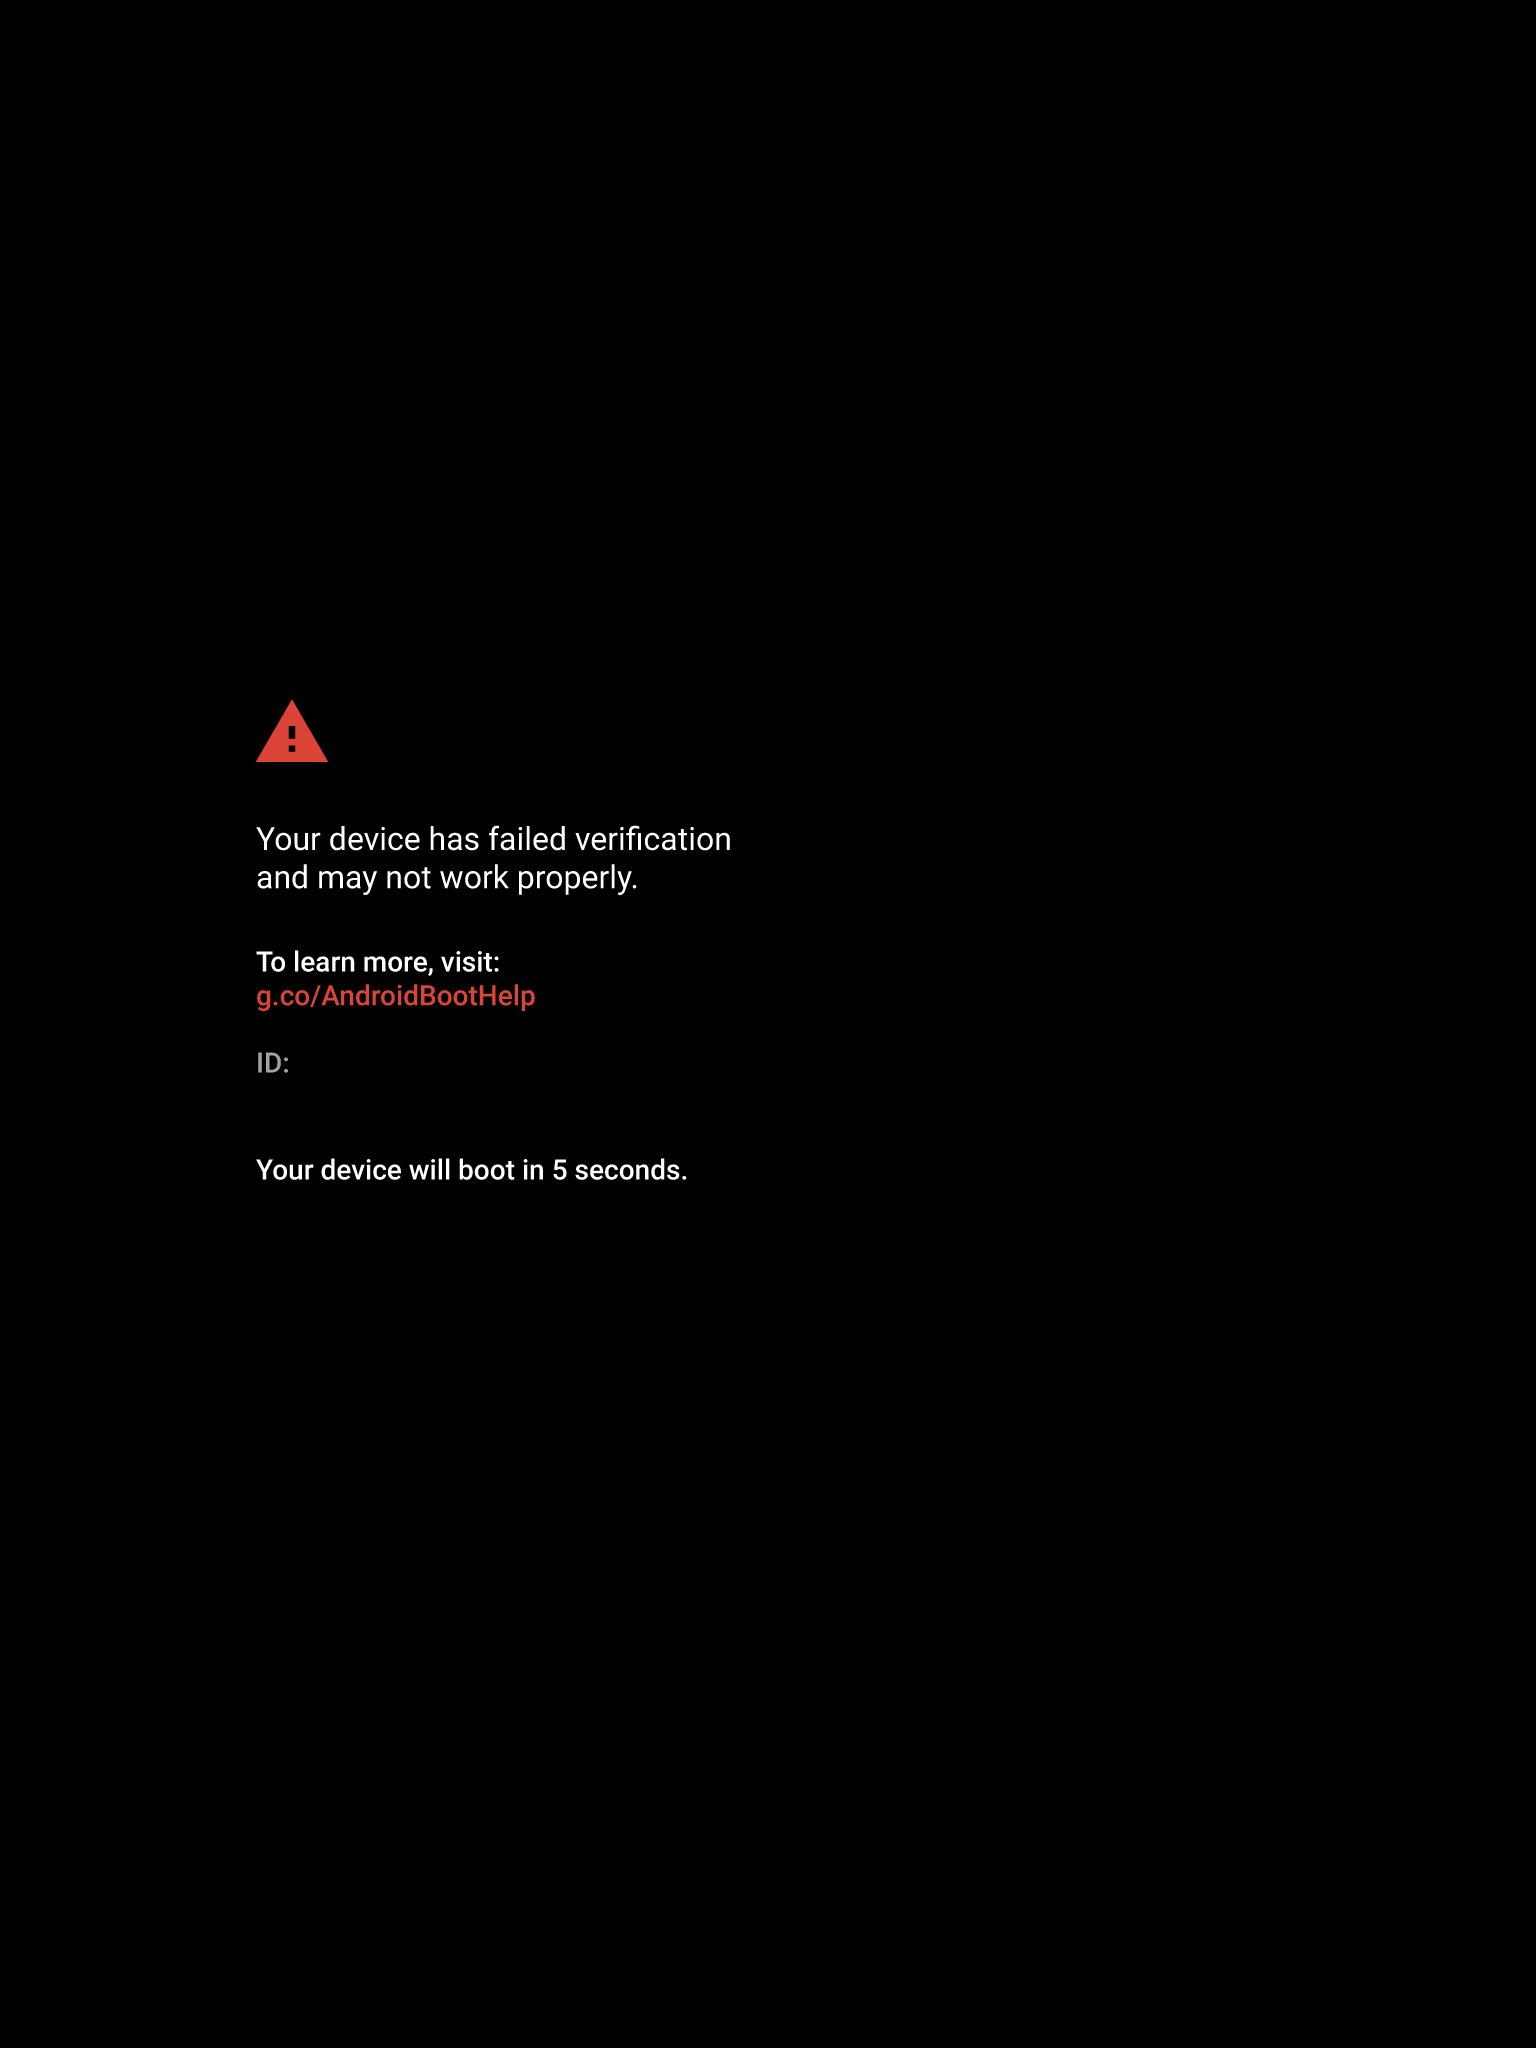 Your device has failed verification
and may not work properly.
To learn more, visit:
g.co/AndroidBootHelp
ID:
Your device will boot in 5 seconds.